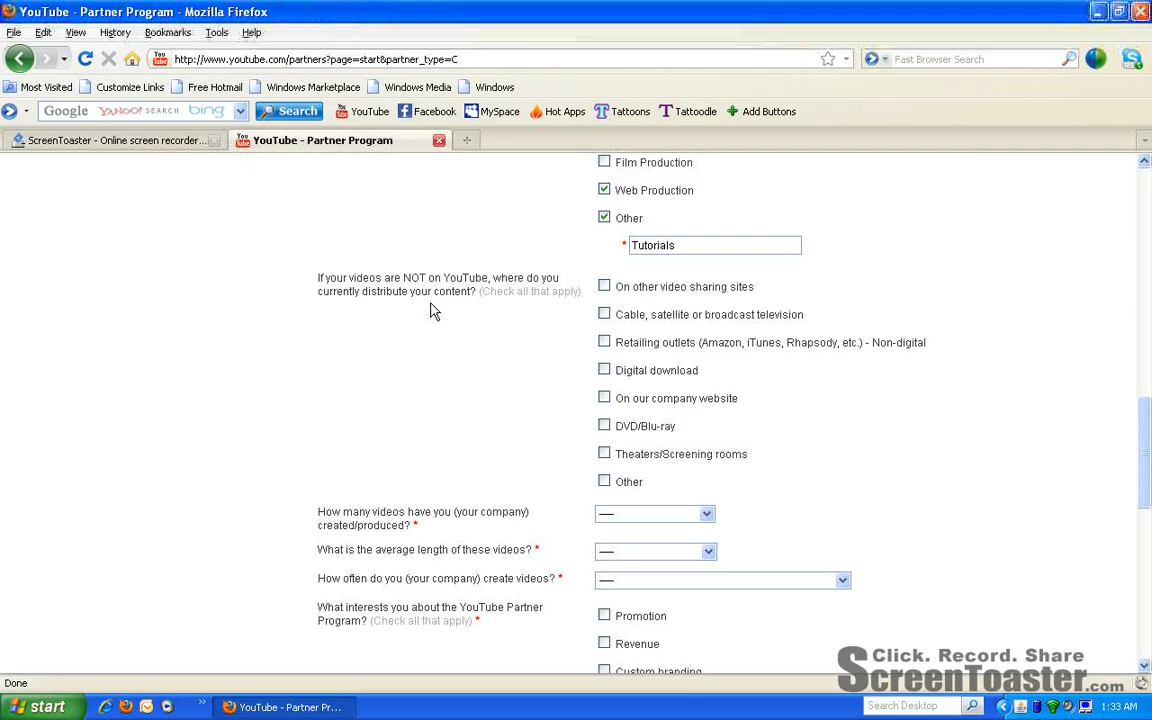 YouTube - Partner Program - Mozilla Firefox
File Edit View History Bookmarks Tools Help
You Tube http://www.youtube.com/partners?page=start&partner_type=C Fast Browser Search
Most Visited Customize Links Free Hotmail Windows Marketplace Windows Media Windows
Google YAHOO! SEARCH bing Search YouTube Facebook MySpace Hot Apps Tattoos Tattoodle Add Buttons
ScreenToaster - Online screen recorder... You Tube YouTube - Partner Program
Film Production
Web Production
Other
* Tutorials
If your videos are NOT on YouTube, where do you
currently distribute your content? (Check all that apply)
On other video sharing sites
Cable, satellite or broadcast television
Retailing outlets (Amazon, iTunes, Rhapsody, etc.) - Non-digital
Digital download
On our company website
DVD/Blu-ray
Theaters/Screening rooms
Other
How many videos have you (your company)
created/produced? *
What is the average length of these videos? *
How often do you (your company) create videos? *
What interests you about the YouTube Partner
Program? (Check all that apply) *
Promotion
Revenue
Custom branding
Click. Record. Share
ScreenToaster.com
Done
start YouTube - Partner Pr... Search Desktop 1:33 AM